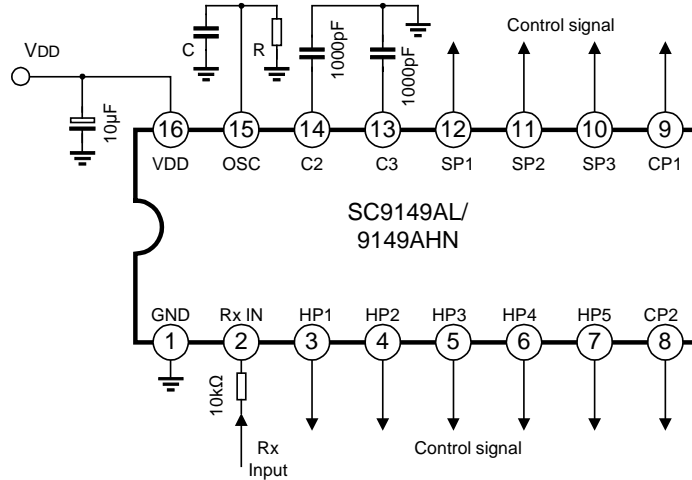 Control signal
VDD
C
R
1000pF
1000pF
10μF
16
15
14
13
12
11
10
9
VDD
OSC
C2
C3
SP1
SP2
SP3
CP1
SC9149AL/
9149AHN
GND
Rx IN
HP1
HP2
HP3
HP4
HP5
CP2
1
2
3
4
5
6
7
8
10kΩ
Rx
Input
Control signal